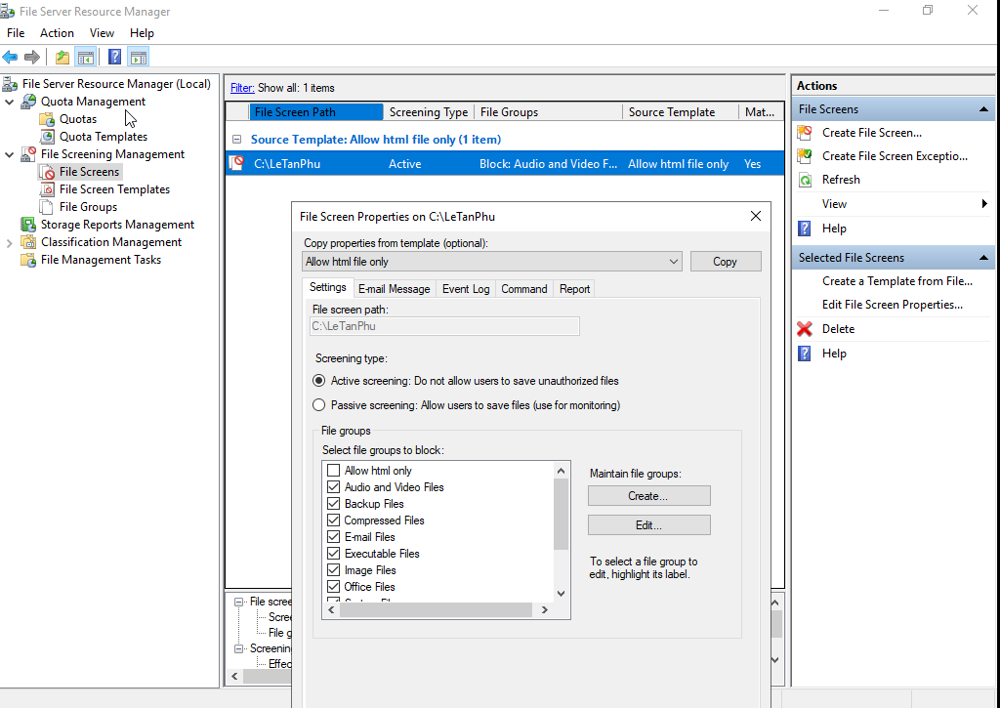 File Server Resource Manager
File Action View Help
File Server Resource Manager (Local)
Quota Management
Quotas
Quota Templates
File Screening Management
File Screens
File Screen Templates
File Groups
Storage Reports Management
Classification Management
File Management Tasks
Filter: Show all: 1 items
File Screen Path Screening Type File Groups Source Template Mat...
Source Template: Allow html file only (1 item)
C:\LeTanPhu Active Block: Audio and Video F... Allow html file only Yes
File Screen Properties on C:\LeTanPhu
Copy properties from template (optional):
Allow html file only Copy
Settings E-mail Message Event Log Command Report
File screen path:
C:\LeTanPhu
Screening type:
Active screening: Do not allow users to save unauthorized files
Passive screening: Allow users to save files (use for monitoring)
File groups
Select file groups to block:
Allow html only
Audio and Video Files
Backup Files
Compressed Files
E-mail Files
Executable Files
Image Files
Office Files
Maintain file groups:
Create...
Edit...
To select a file group to
edit, highlight its label.
File scree
Scree
File g
Screenin
Effec
Actions
File Screens
Create File Screen...
Create File Screen Exceptio...
Refresh
View
Help
Selected File Screens
Create a Template from File...
Edit File Screen Properties...
Delete
Help